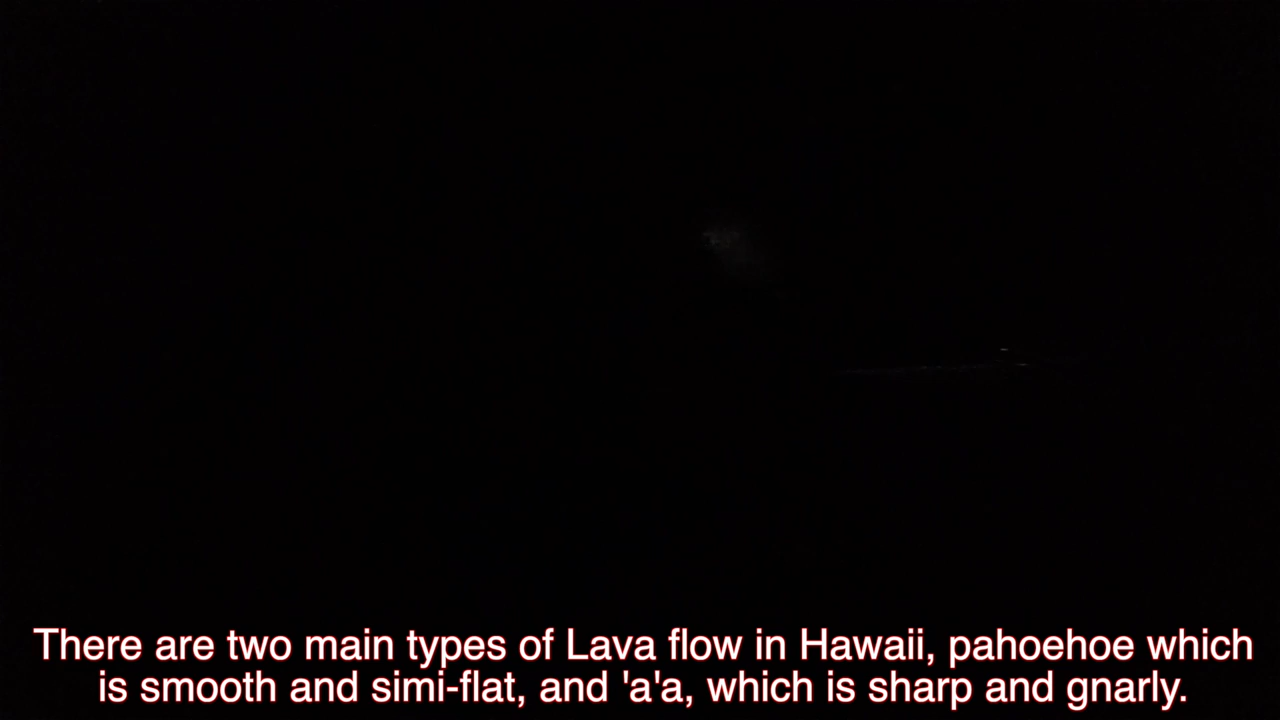 There are two main types of Lava flow in Hawaii, pahoehoe which
is smooth and simi-flat, and 'a'a, which is sharp and gnarly.